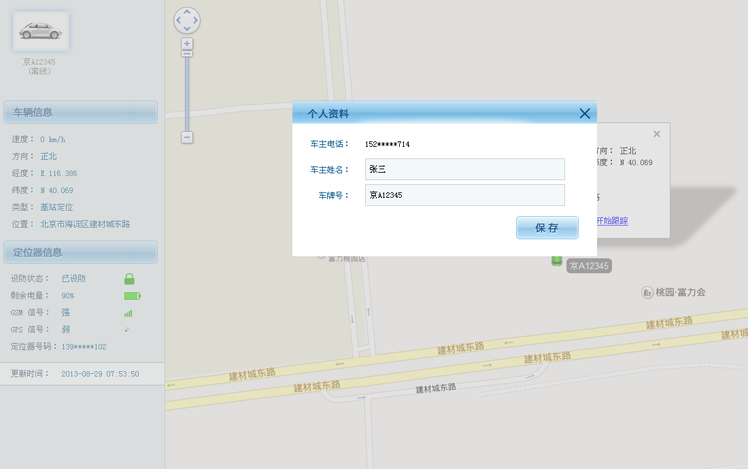 京A12345
(离线)
车辆信息
速度： 0 km/h
方向： 正北
经度： E 116.386
纬度： N 40.069
类型： 基站定位
位置： 北京市海淀区建材城东路
定位器信息
设防状态： 已设防
剩余电量： 90%
GSM 信号： 强
GPS 信号： 弱
定位器号码： 139*****102
更新时间： 2013-08-29 07:53:50
个人资料
车主电话： 152*****714
车主姓名： 张三
车牌号： 京A12345
保存
方向： 正北
纬度： N 40.069
开始跟踪
富力桃园店
京A12345
桃园·富力会
建材城东路
建材城东路
建材城东路
建材城东路
建材城东路
建材城东路
建材城东路